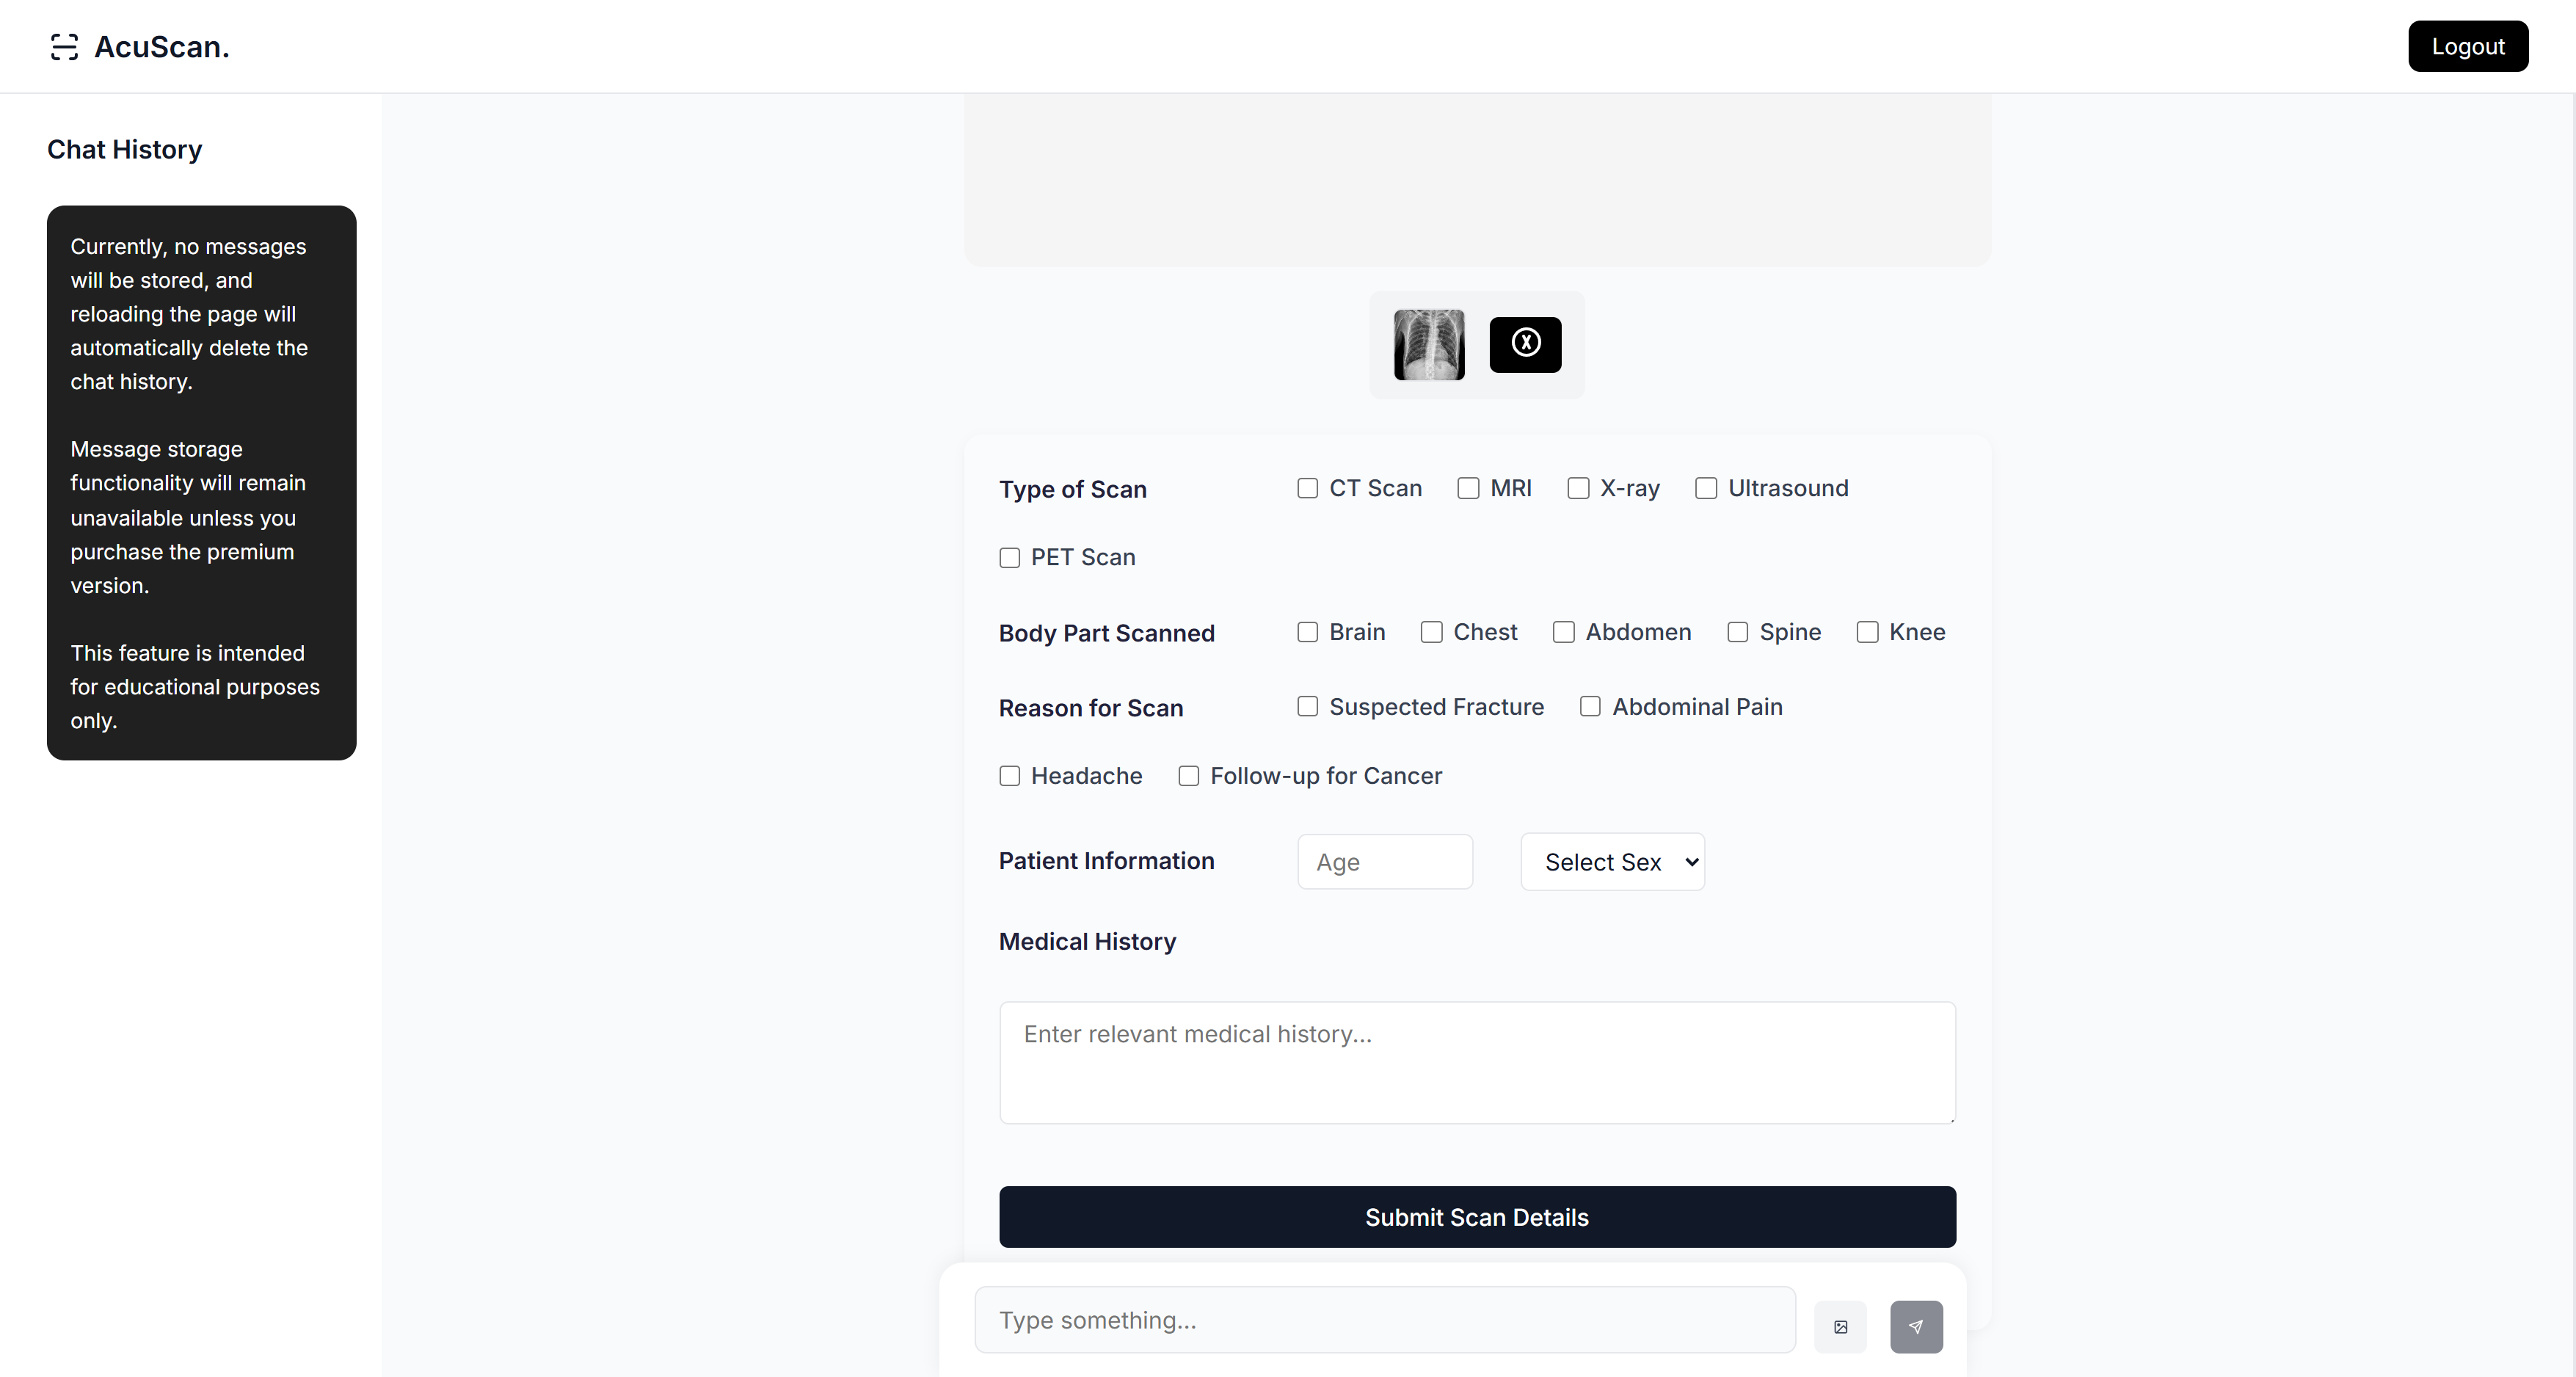 AcuScan.
Logout
Chat History
Currently, no messages
will be stored, and
reloading the page will
automatically delete the
chat history.
Message storage
functionality will remain
unavailable unless you
purchase the premium
version.
This feature is intended
for educational purposes
only.
Type of Scan CT Scan MRI X-ray Ultrasound
PET Scan
Body Part Scanned Brain Chest Abdomen Spine Knee
Reason for Scan Suspected Fracture Abdominal Pain
Headache Follow-up for Cancer
Patient Information Age Select Sex
Medical History
Enter relevant medical history...
Submit Scan Details
Type something...